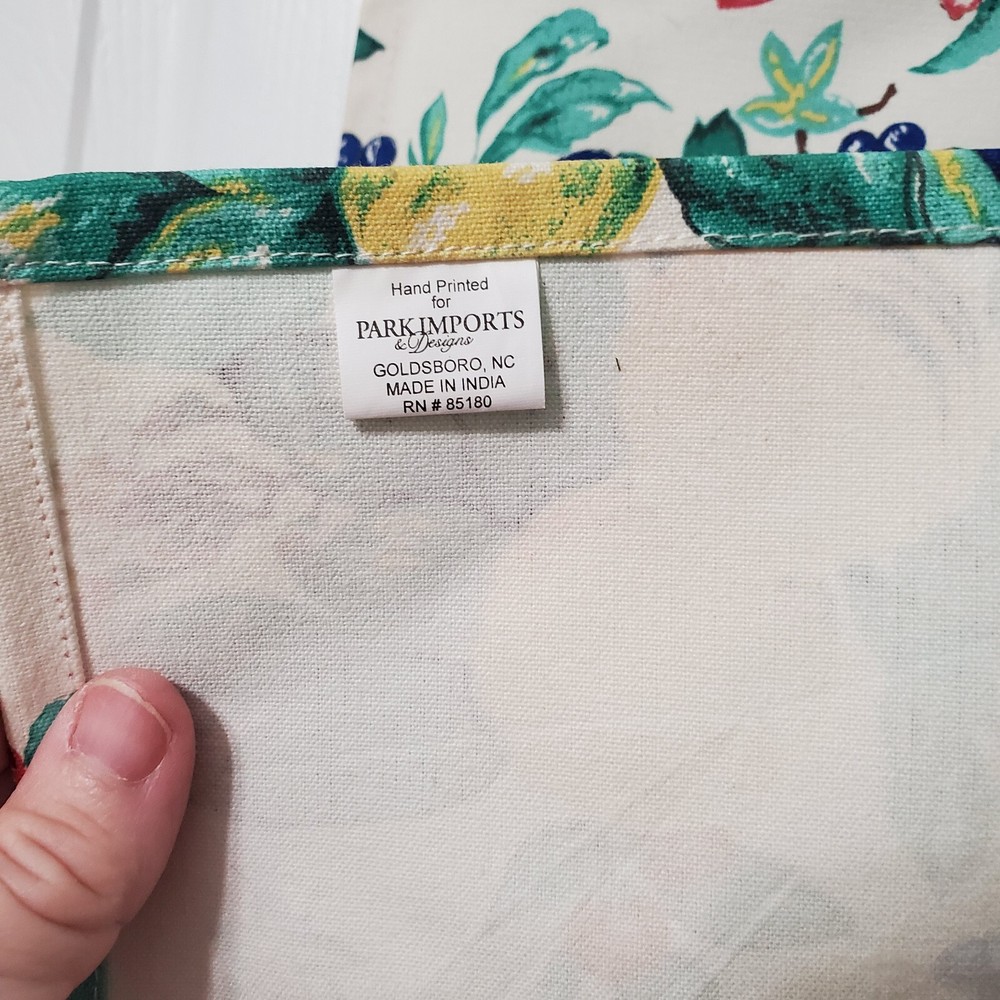 Hand Printed
for
PARK IMPORTS
& Designs
GOLDSBORO, NC
MADE IN INDIA
RN # 85180